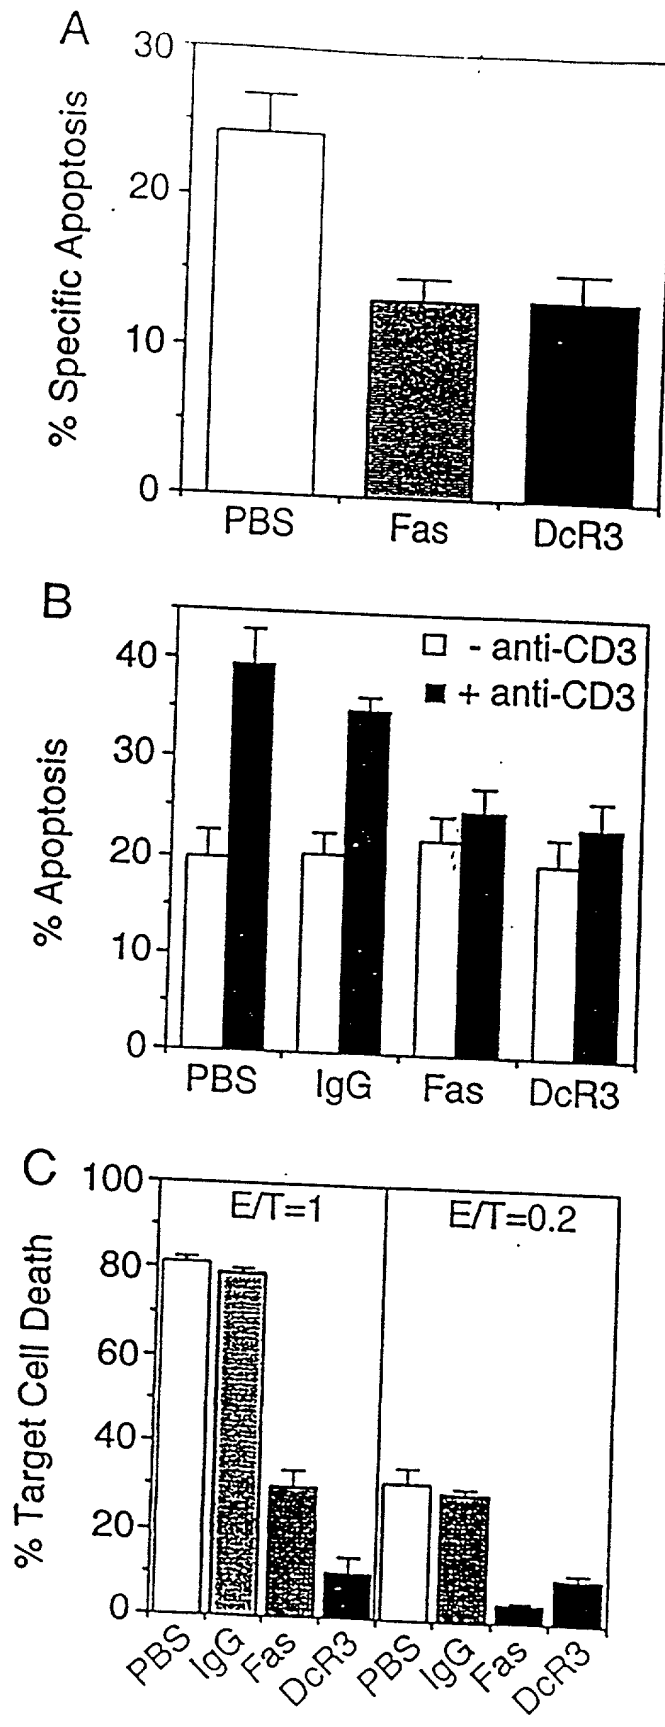 A
30
20
10
0
% Specific Apoptosis
PBS Fas DcR3
B
40
30
20
10
0
% Apoptosis
- anti-CD3
+ anti-CD3
PBS IgG Fas DcR3
C
100
80
60
40
20
0
% Target Cell Death
E/T=1 E/T=0.2
PBS IgG Fas DcR3 PBS IgG Fas DcR3